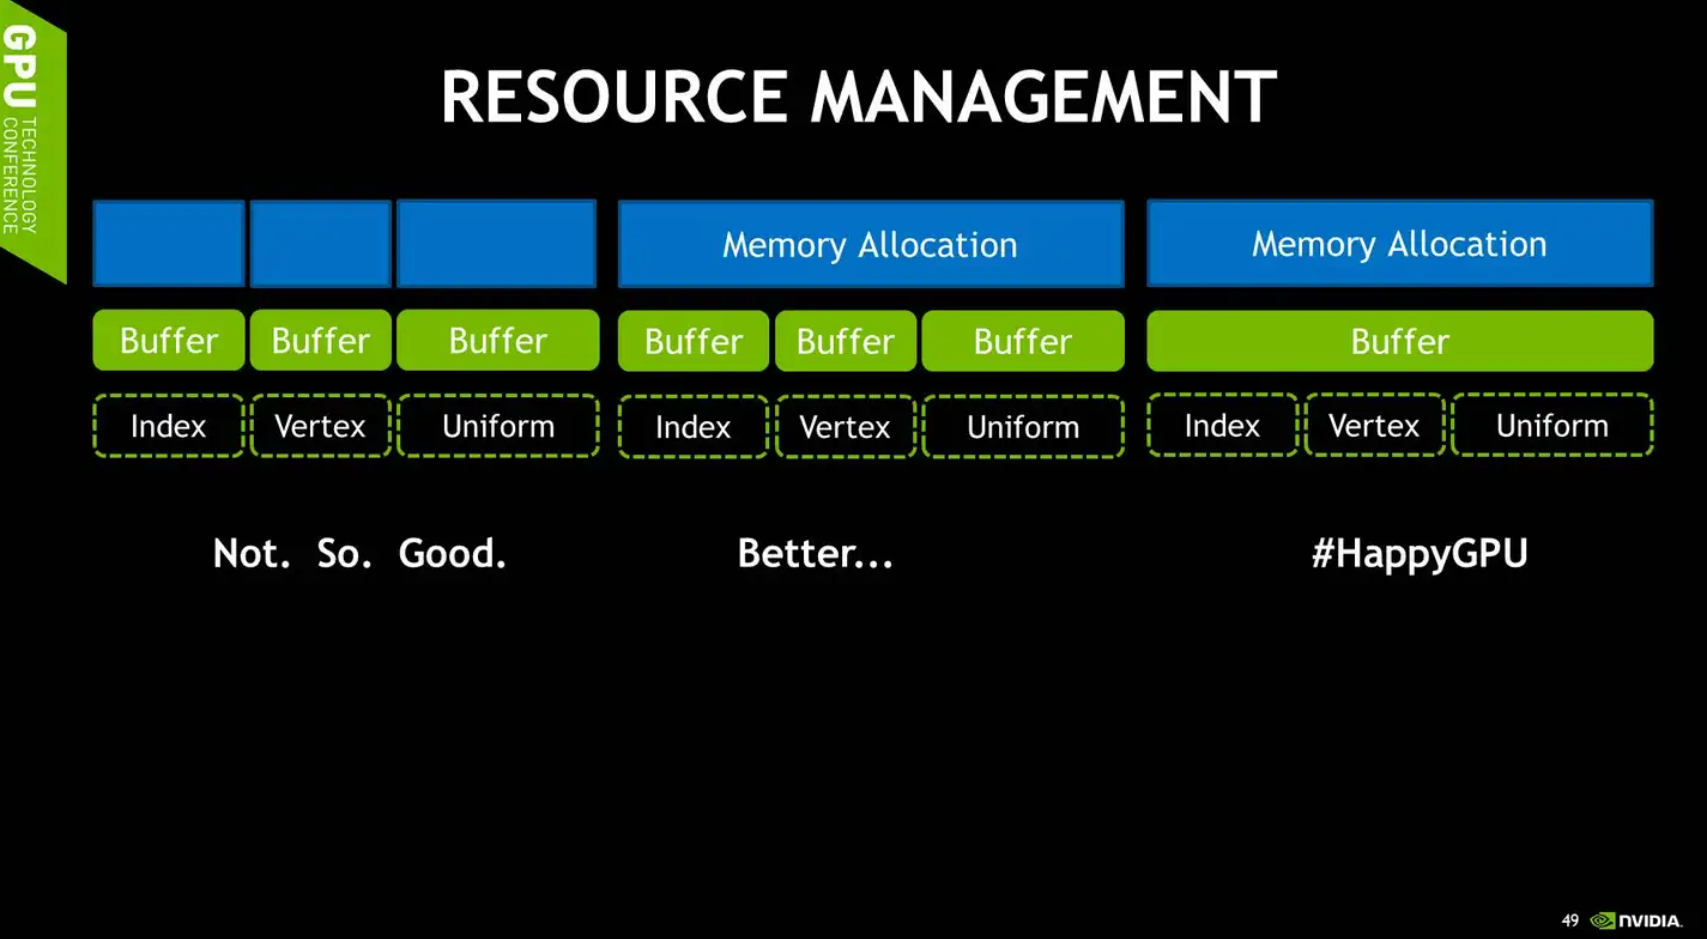 GPU TECHNOLOGY
CONFERENCE
RESOURCE MANAGEMENT
Memory Allocation
Memory Allocation
Buffer Buffer Buffer Buffer Buffer Buffer Buffer
Index Vertex Uniform Index Vertex Uniform Index Vertex Uniform
Not. So. Good. Better... #HappyGPU
49 NVIDIA.